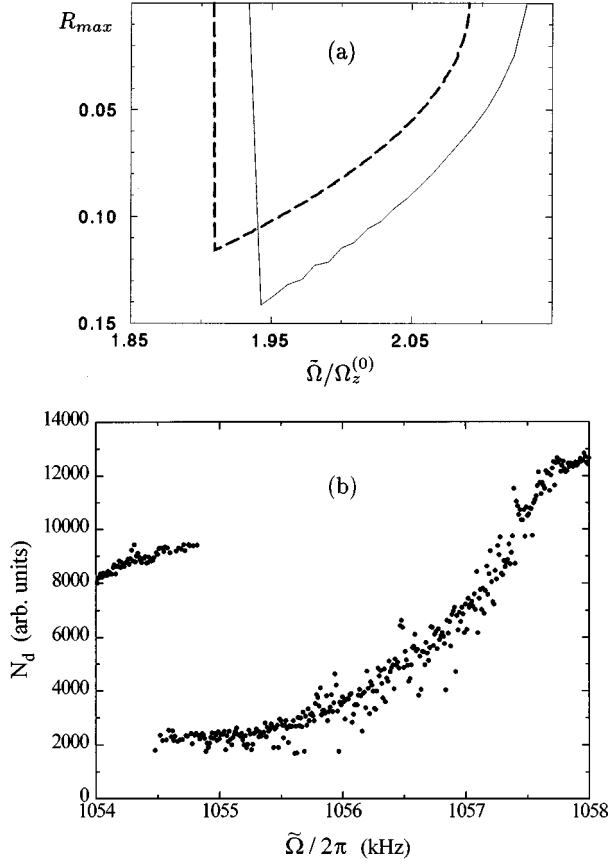 R_max
(a)
0.05
0.10
0.15
1.85 1.95 2.05
Ω̃/Ω_z^(0)
14000
12000
(b)
10000
8000
6000
4000
2000
0
N_d (arb. units)
1054 1055 1056 1057 1058
Ω̃/2π (kHz)